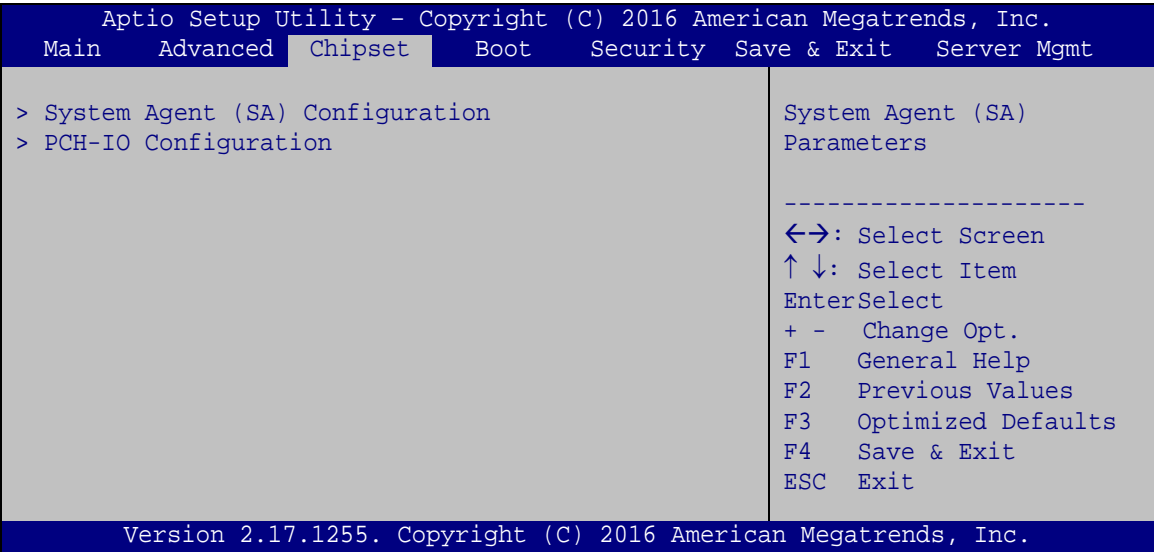 Aptio Setup Utility – Copyright (C) 2016 American Megatrends, Inc.
Main Advanced Chipset Boot Security Save & Exit Server Mgmt
> System Agent (SA) Configuration
> PCH-IO Configuration
System Agent (SA)
Parameters
---------------------
←→: Select Screen
↑ ↓: Select Item
EnterSelect
+ - Change Opt.
F1 General Help
F2 Previous Values
F3 Optimized Defaults
F4 Save & Exit
ESC Exit
Version 2.17.1255. Copyright (C) 2016 American Megatrends, Inc.